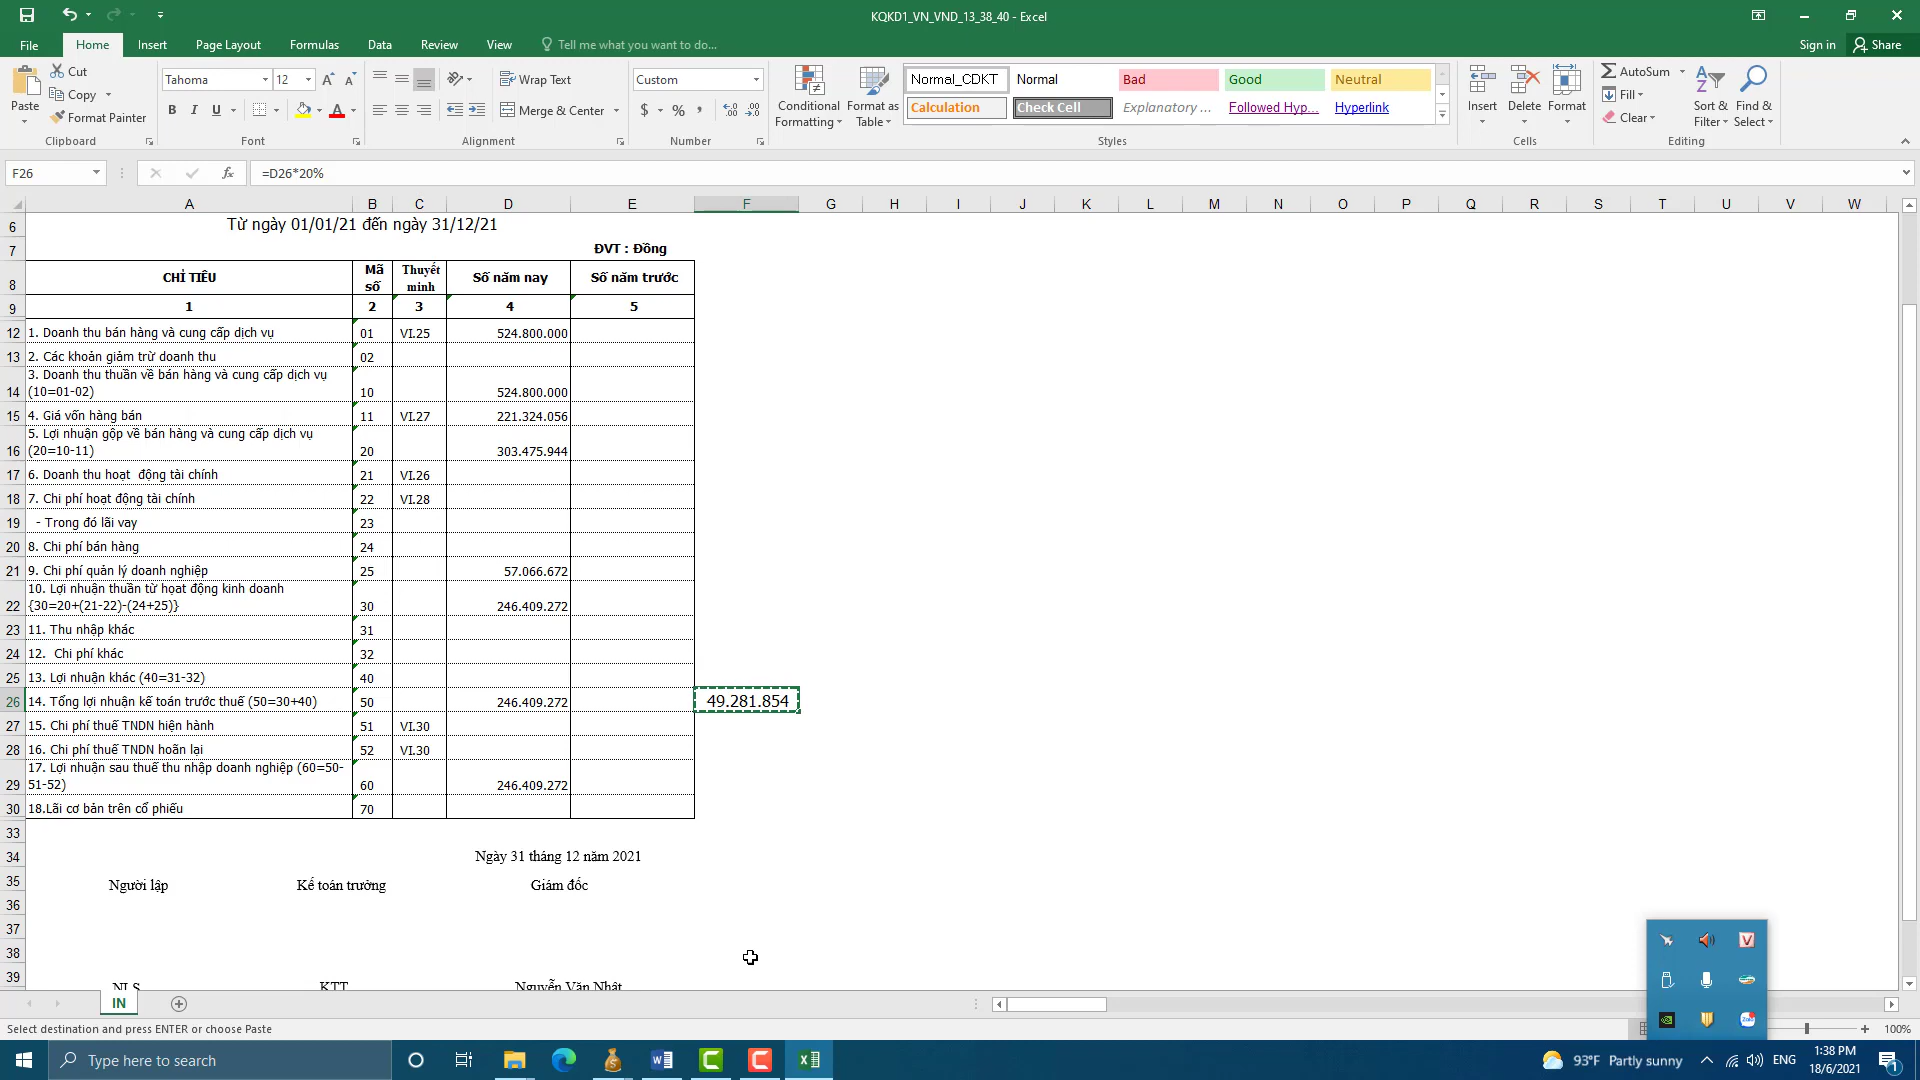 KQKD1_VN_VND_13_38_40 - Excel
File Home Insert Page Layout Formulas Data Review View Tell me what you want to do... Sign in Share
Paste Cut Copy Format Painter Clipboard
Tahoma 12 A A B I U A Font
Wrap Text Merge & Center Alignment
Custom $ % , Number
Conditional Formatting Format as Table
Normal_CDKT Normal Bad Good Neutral
Calculation Check Cell Explanatory ... Followed Hyp... Hyperlink
Styles
Insert Delete Format Cells
AutoSum Fill Clear Sort & Filter Find & Select Editing
F26 fx =D26*20%
A B C D E F G H I J K L M N O P Q R S T U V W
6 Từ ngày 01/01/21 đến ngày 31/12/21
7 ĐVT : Đồng
8 CHỈ TIÊU Mã số Thuyết minh Số năm nay Số năm trước
9 1 2 3 4 5
12 1. Doanh thu bán hàng và cung cấp dịch vụ 01 VI.25 524.800.000
13 2. Các khoản giảm trừ doanh thu 02
3. Doanh thu thuần về bán hàng và cung cấp dịch vụ
14 (10=01-02) 10 524.800.000
15 4. Giá vốn hàng bán 11 VI.27 221.324.056
5. Lợi nhuận gộp về bán hàng và cung cấp dịch vụ
16 (20=10-11) 20 303.475.944
17 6. Doanh thu hoạt động tài chính 21 VI.26
18 7. Chi phí hoạt động tài chính 22 VI.28
19 - Trong đó lãi vay 23
20 8. Chi phí bán hàng 24
21 9. Chi phí quản lý doanh nghiệp 25 57.066.672
10. Lợi nhuận thuần từ họat động kinh doanh
22 {30=20+(21-22)-(24+25)} 30 246.409.272
23 11. Thu nhập khác 31
24 12. Chi phí khác 32
25 13. Lợi nhuận khác (40=31-32) 40
26 14. Tổng lợi nhuận kế toán trước thuế (50=30+40) 50 246.409.272 49.281.854
27 15. Chi phí thuế TNDN hiện hành 51 VI.30
28 16. Chi phí thuế TNDN hoãn lại 52 VI.30
17. Lợi nhuận sau thuế thu nhập doanh nghiệp (60=50-
29 51-52) 60 246.409.272
30 18.Lãi cơ bản trên cổ phiếu 70
33
34 Ngày 31 tháng 12 năm 2021
35 Người lập Kế toán trưởng Giám đốc
36
37
38
39 NLS KTT Nguyễn Văn Nhật
IN
Select destination and press ENTER or choose Paste 100%
Type here to search 93°F Partly sunny ENG 1:38 PM
18/6/2021